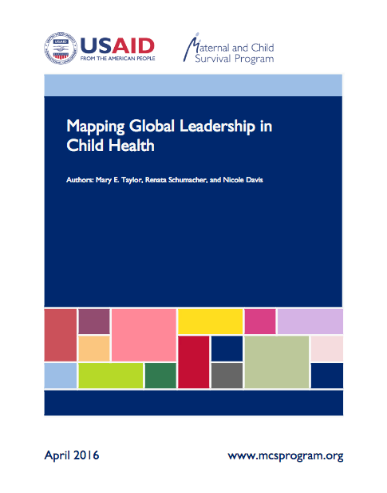 USAID
FROM THE AMERICAN PEOPLE
Maternal and Child
Survival Program
Mapping Global Leadership in
Child Health
Authors: Mary E. Taylor, Renata Schumacher, and Nicole Davis
April 2016
www.mcsprogram.org